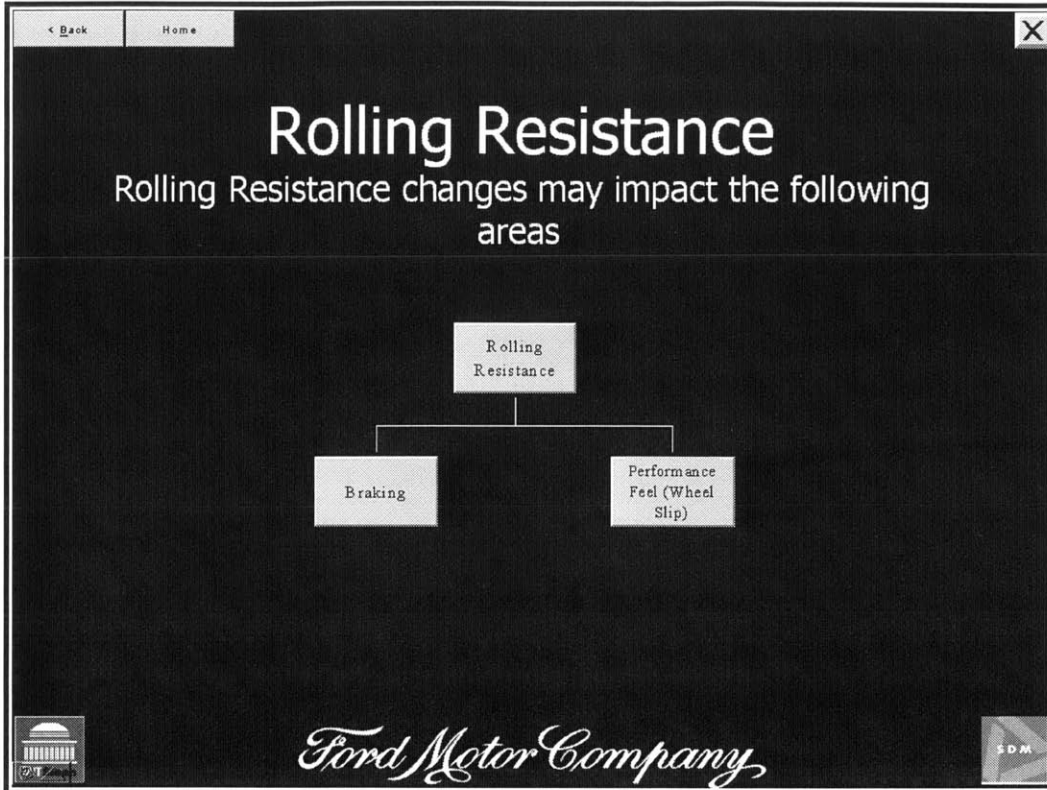 < Back
Home
X
Rolling Resistance
Rolling Resistance changes may impact the following
areas
Rolling
Resistance
Braking
Performance
Feel (Wheel
Slip)
Ford Motor Company
SDM